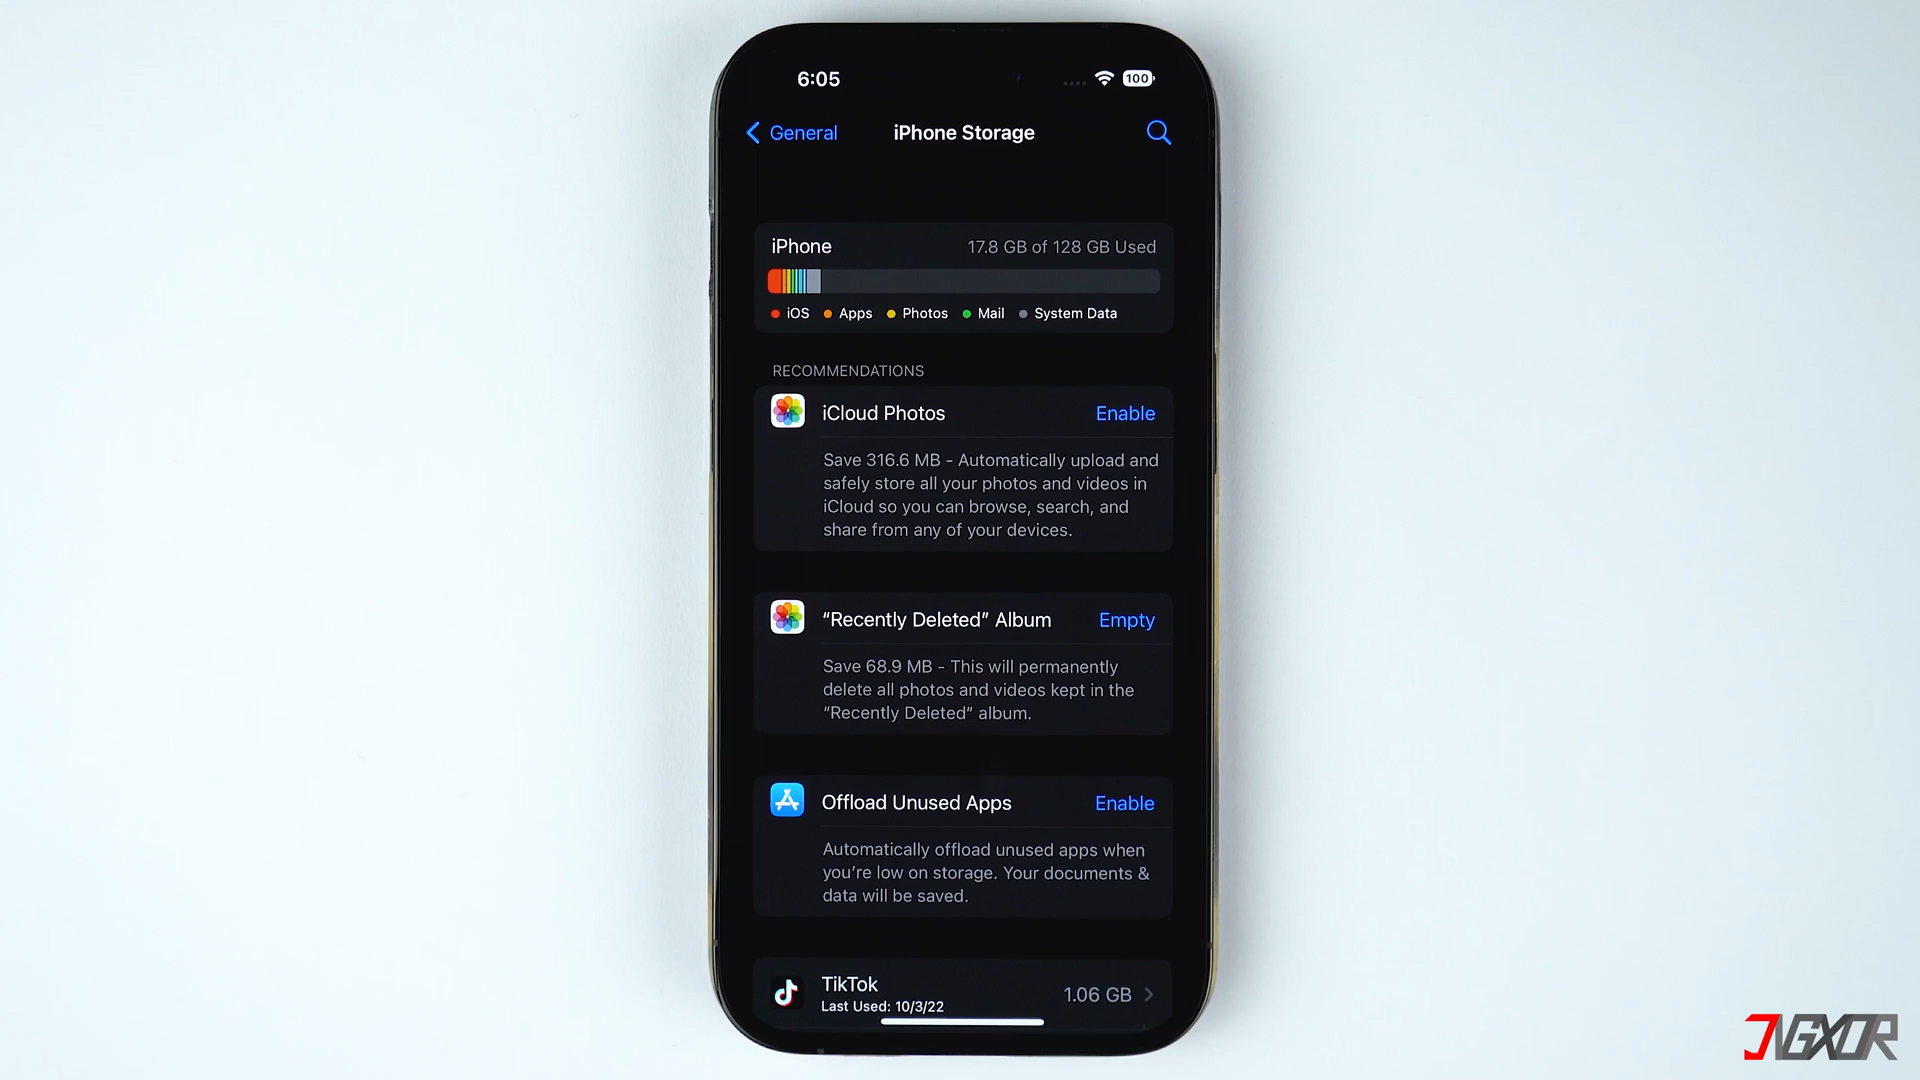 6:05
100
General
iPhone Storage
iPhone
17.8 GB of 128 GB Used
iOS
Apps
Photos
Mail
System Data
RECOMMENDATIONS
iCloud Photos
Enable
Save 316.6 MB - Automatically upload and
safely store all your photos and videos in
iCloud so you can browse, search, and
share from any of your devices.
“Recently Deleted” Album
Empty
Save 68.9 MB - This will permanently
delete all photos and videos kept in the
“Recently Deleted” album.
Offload Unused Apps
Enable
Automatically offload unused apps when
you’re low on storage. Your documents &
data will be saved.
TikTok
Last Used: 10/3/22
1.06 GB
JIGXOR